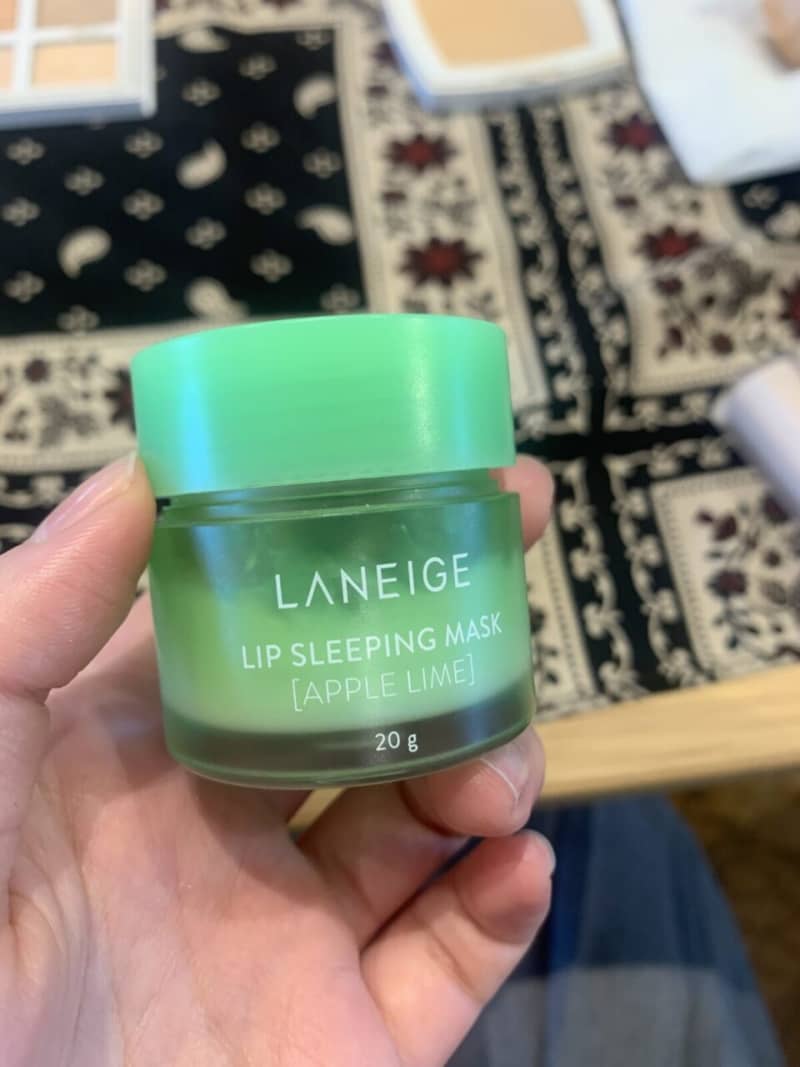 LANEIGE
LIP SLEEPING MASK
[APPLE LIME]
20 g